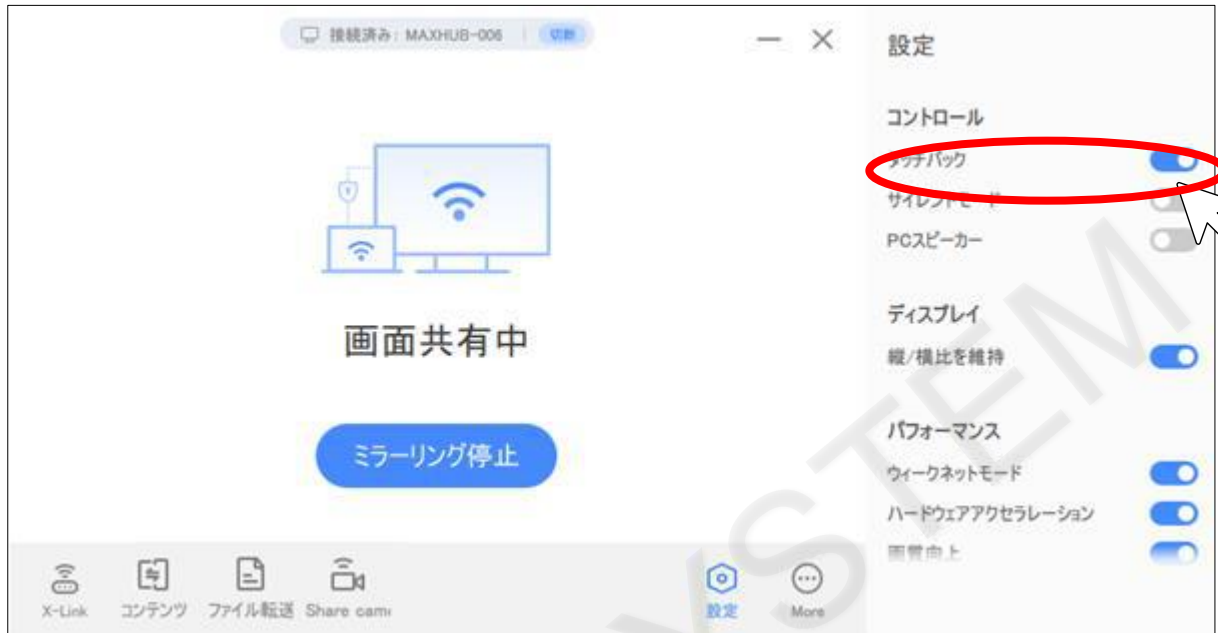 接続済み: MAXHUB-006
切断
設定
コントロール
タッチバック
サイレントモード
PCスピーカー
画面共有中
ディスプレイ
縦/横比を維持
ミラーリング停止
パフォーマンス
ウィークネットモード
ハードウェアアクセラレーション
画質向上
X-Link
コンテンツ
ファイル転送
Share came
設定
More
YSTEM